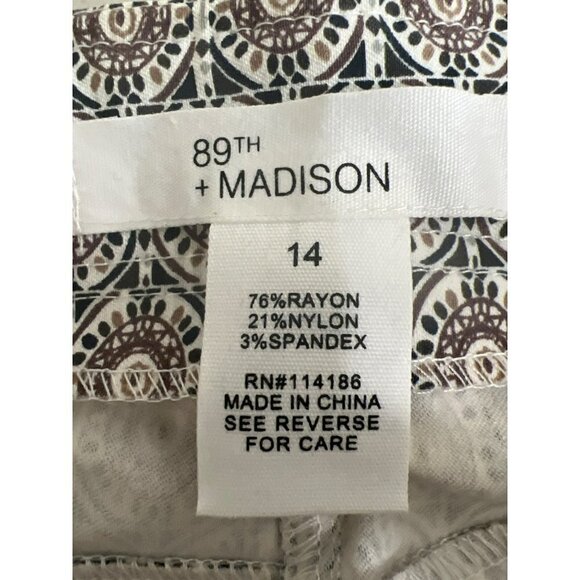 89TH
+ MADISON
14
76%RAYON
21%NYLON
3%SPANDEX
RN#114186
MADE IN CHINA
SEE REVERSE
FOR CARE